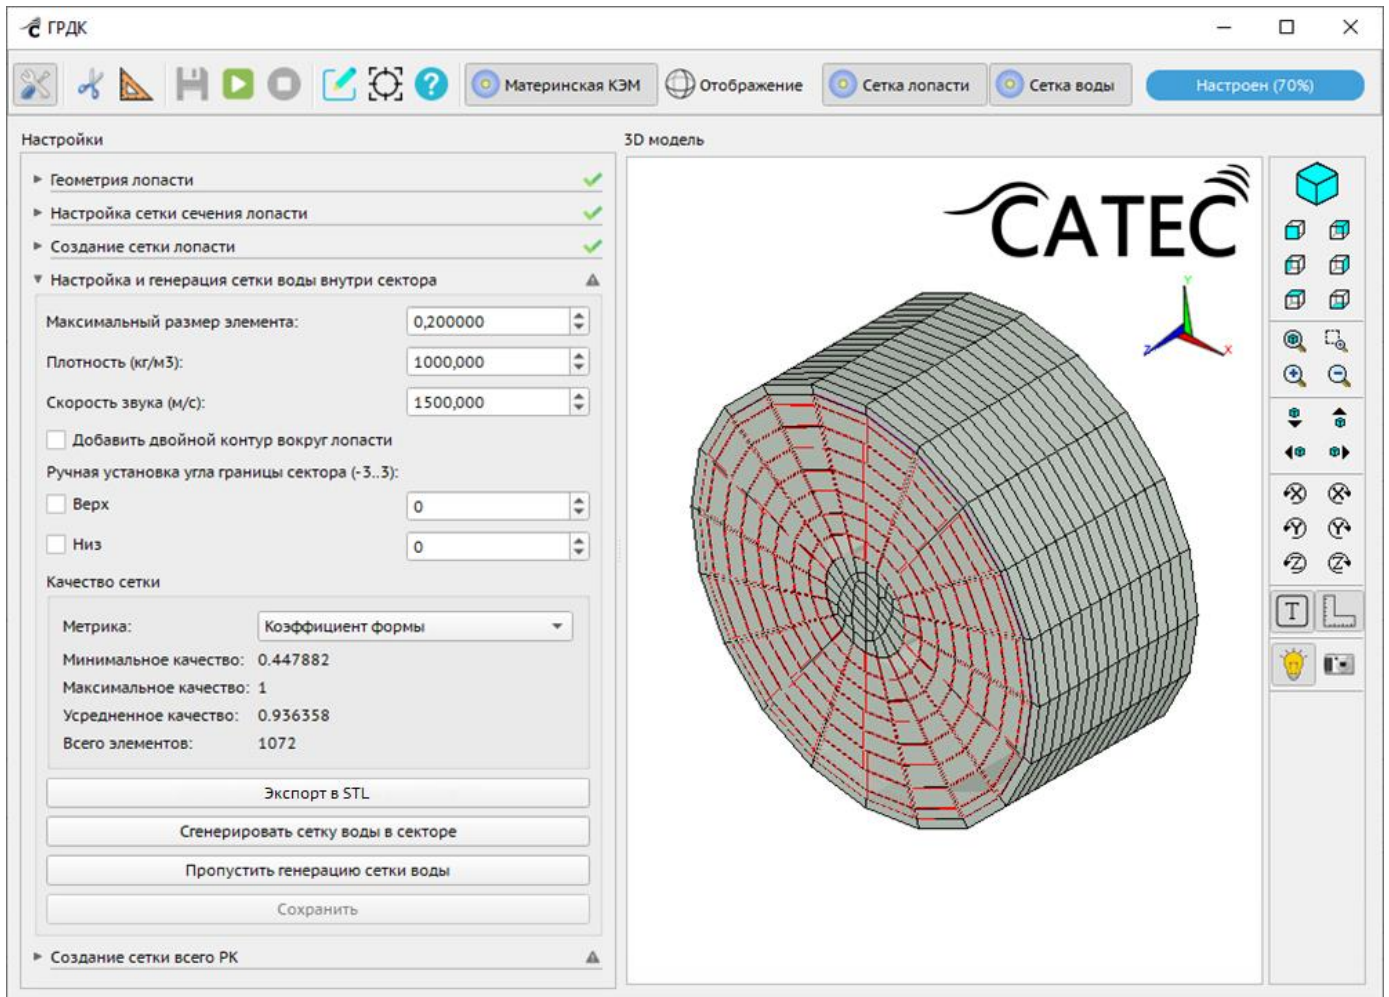 ГРДК
Материнская КЭМ Отображение Сетка лопасти Сетка воды Настроен (70%)
Настройки
3D модель
Геометрия лопасти
Настройка сетки сечения лопасти
Создание сетки лопасти
Настройка и генерация сетки воды внутри сектора
Максимальный размер элемента: 0,200000
Плотность (кг/м3): 1000,000
Скорость звука (м/с): 1500,000
Добавить двойной контур вокруг лопасти
Ручная установка угла границы сектора (-3..3):
Верх 0
Низ 0
Качество сетки
Метрика: Коэффициент формы
Минимальное качество: 0.447882
Максимальное качество: 1
Усредненное качество: 0.936358
Всего элементов: 1072
Экспорт в STL
Сгенерировать сетку воды в секторе
Пропустить генерацию сетки воды
Сохранить
Создание сетки всего РК
CATEC
Y
Z X
X X
Y Y
Z Z
T